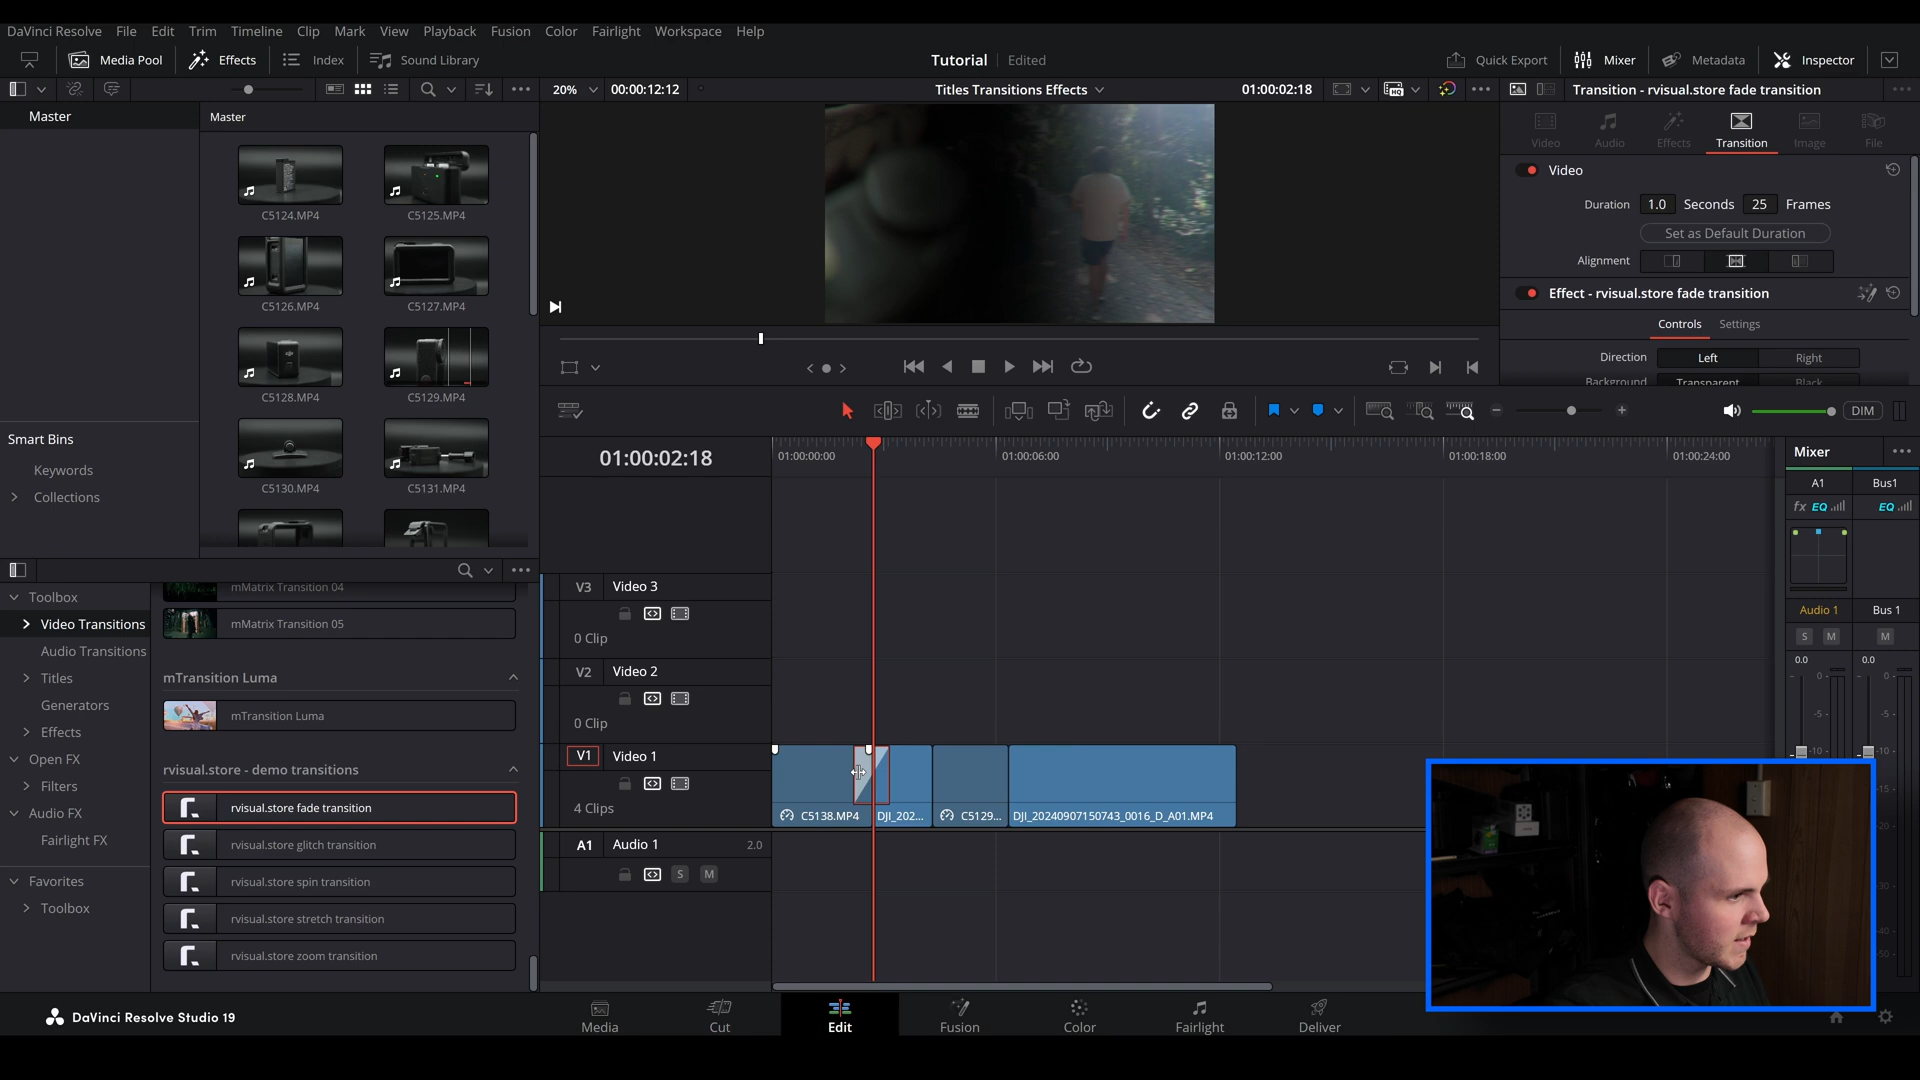 DaVinci Resolve File Edit Trim Timeline Clip Mark View Playback Fusion Color Fairlight Workspace Help
Media Pool Effects Index Sound Library
Tutorial Edited
Quick Export Mixer Metadata Inspector
20% 00:00:12:12 Titles Transitions Effects 01:00:02:18
Transition - rvisual.store fade transition
Master
Master
C5124.MP4 C5125.MP4
C5126.MP4 C5127.MP4
C5128.MP4 C5129.MP4
C5130.MP4 C5131.MP4
Smart Bins
Keywords
Collections
Video Audio Effects Transition Image File
Video
Duration 1.0 Seconds 25 Frames
Set as Default Duration
Alignment
Effect - rvisual.store fade transition
Controls Settings
Direction Left Right
Background Transparent Black
DIM
01:00:02:18
01:00:00:00 01:00:06:00 01:00:12:00 01:00:18:00 01:00:24:00
V3 Video 3
0 Clip
V2 Video 2
0 Clip
V1 Video 1
4 Clips
C5138.MP4 DJI_202... C5129... DJI_20240907150743_0016_D_A01.MP4
A1 Audio 1 2.0
S M
Mixer
A1 Bus1
fx EQ EQ
Audio 1 Bus 1
S M M
0.0 0.0
0 0
-5 -5
-10 -10
-15
-20
-30
-40
-50
Toolbox
Video Transitions
Audio Transitions
Titles
Generators
Effects
Open FX
Filters
Audio FX
Fairlight FX
Favorites
Toolbox
mMatrix Transition 04
mMatrix Transition 05
mTransition Luma
mTransition Luma
rvisual.store - demo transitions
rvisual.store fade transition
rvisual.store glitch transition
rvisual.store spin transition
rvisual.store stretch transition
rvisual.store zoom transition
DaVinci Resolve Studio 19
Media Cut Edit Fusion Color Fairlight Deliver